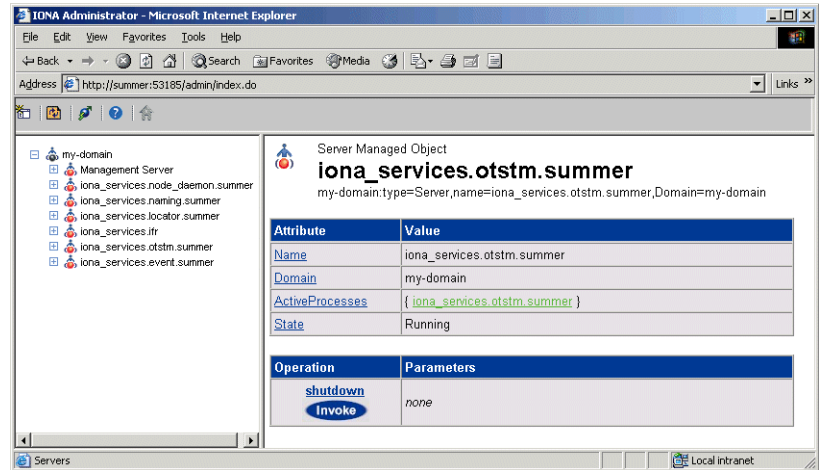 IONA Administrator - Microsoft Internet Explorer
File Edit View Favorites Tools Help
Back Search Favorites Media
Address http://summer:53185/admin/index.do Links »
my-domain
Management Server
iona_services.node_daemon.summer
iona_services.naming.summer
iona_services.locator.summer
iona_services.ifr
iona_services.otstm.summer
iona_services.event.summer
Server Managed Object
iona_services.otstm.summer
my-domain:type=Server,name=iona_services.otstm.summer,Domain=my-domain
Attribute Value
Name iona_services.otstm.summer
Domain my-domain
ActiveProcesses { iona_services.otstm.summer }
State Running
Operation Parameters
shutdown
Invoke none
Servers Local intranet